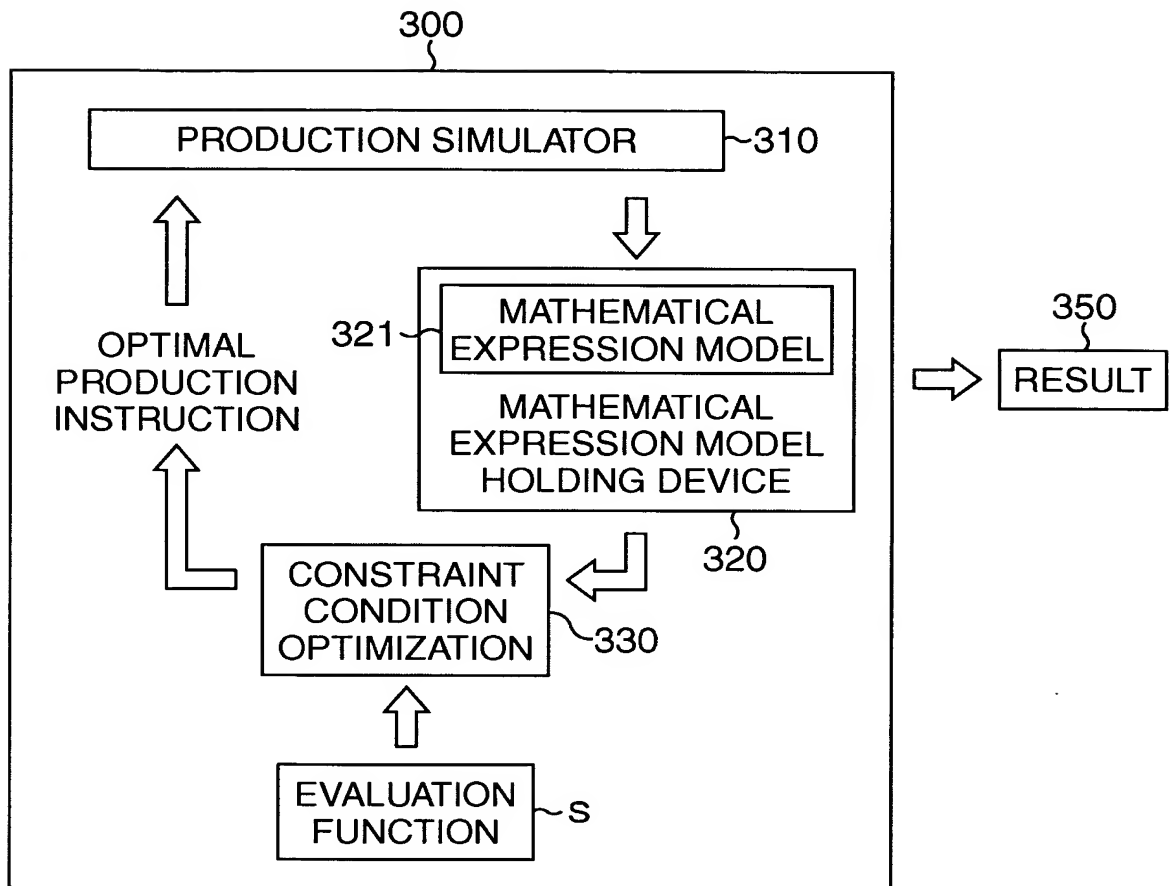 300
PRODUCTION SIMULATOR
310
321
MATHEMATICAL
EXPRESSION MODEL
MATHEMATICAL
EXPRESSION MODEL
HOLDING DEVICE
320
350
RESULT
OPTIMAL
PRODUCTION
INSTRUCTION
CONSTRAINT
CONDITION
OPTIMIZATION
330
EVALUATION
FUNCTION
S